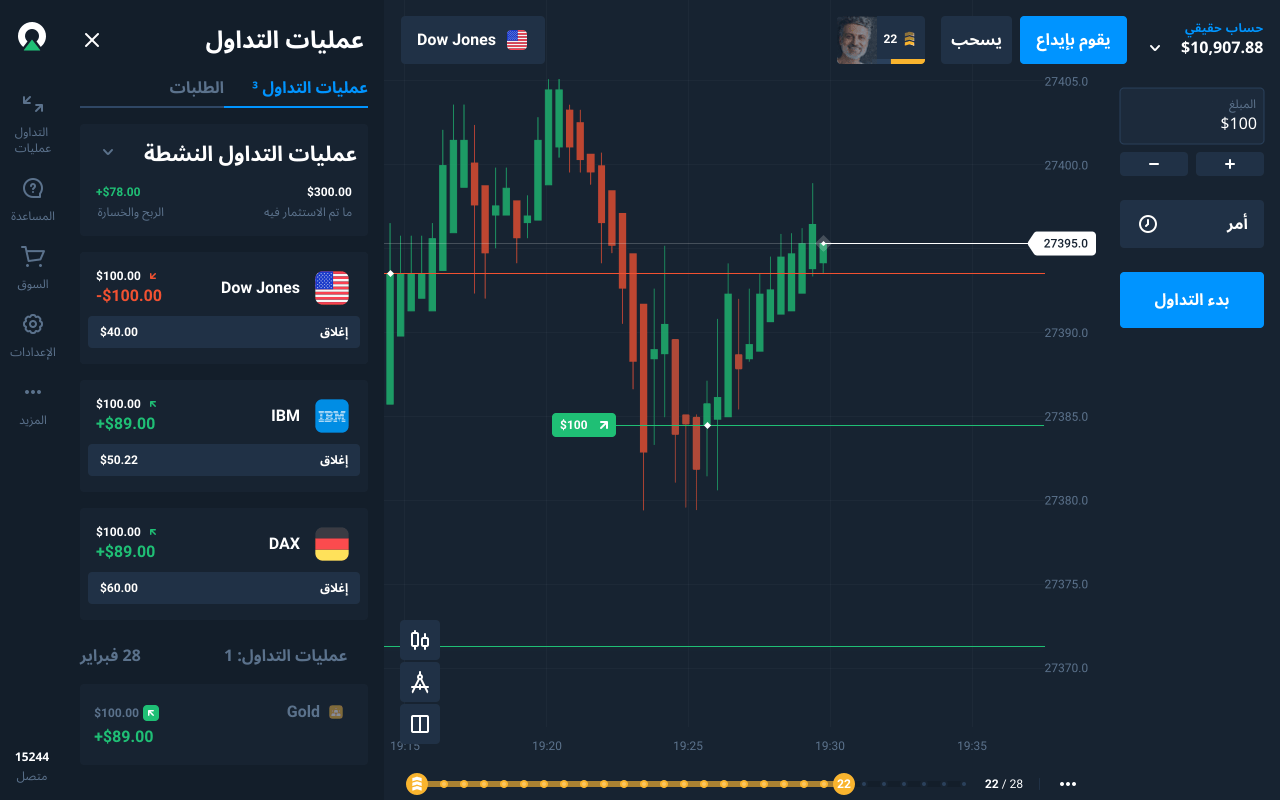 عمليات التداول
عمليات التداول 3
الطلبات
عمليات التداول النشطة
$300.00
+$78.00
ما تم الاستثمار فيه
الربح والخسارة
Dow Jones
$100.00
-$100.00
إغلاق
$40.00
IBM
IBM
$100.00
+$89.00
إغلاق
$50.22
DAX
$100.00
+$89.00
إغلاق
$60.00
عمليات التداول: 1
28 فبراير
Gold
$100.00
+$89.00
التداول
عمليات
المساعدة
السوق
الإعدادات
المزيد
15244
متصل
Dow Jones
22
يسحب
يقوم بإيداع
حساب حقيقي
$10,907.88
27405.0
27400.0
27395.0
27390.0
27385.0
27380.0
27375.0
27370.0
$100
19:15
19:20
19:25
19:30
19:35
22
22 / 28
المبلغ
$100
−
+
أمر
بدء التداول